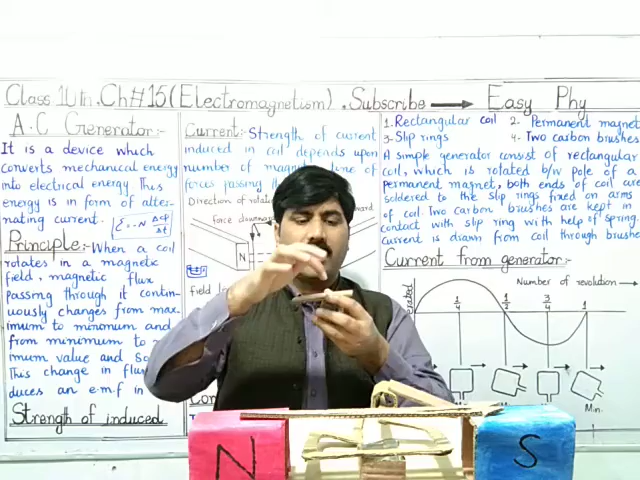 Class 10th. Ch#15 (Electromagnetism). Subscribe → Easy Phy
A.C Generator:-
It is a device which
converts mechanical energy
into electrical energy. This
energy is in form of alter-
nating current.
Principle:- When a coil
rotates in a magnetic
field, magnetic flux
passing through it contin-
uously changes from max-
imum to minimum and
from minimum to
mum value and so
This change in flux
duces an e.m.f in
Strength of induced
Current:- Strength of current
induced in coil depends upon
number of magn
forces passing th
Direction of rotat
force downward
N
field
Con
1. Rectangular coil 2. Permanent magnet
3- Slip rings 4- Two carbon brushes
A simple generator consist of rectangular
coil, which is rotated b/w pole of a
permanent magnet, both ends of coil are
soldered to the slip rings fixed on arms
of coil. Two carbon brushes are kept in
contact with slip ring with help of spring.
Current is drawn from coil through brushe
Current from generator:-
Number of revolution →
1/4 1/2 3/4 1
Min.
N
S